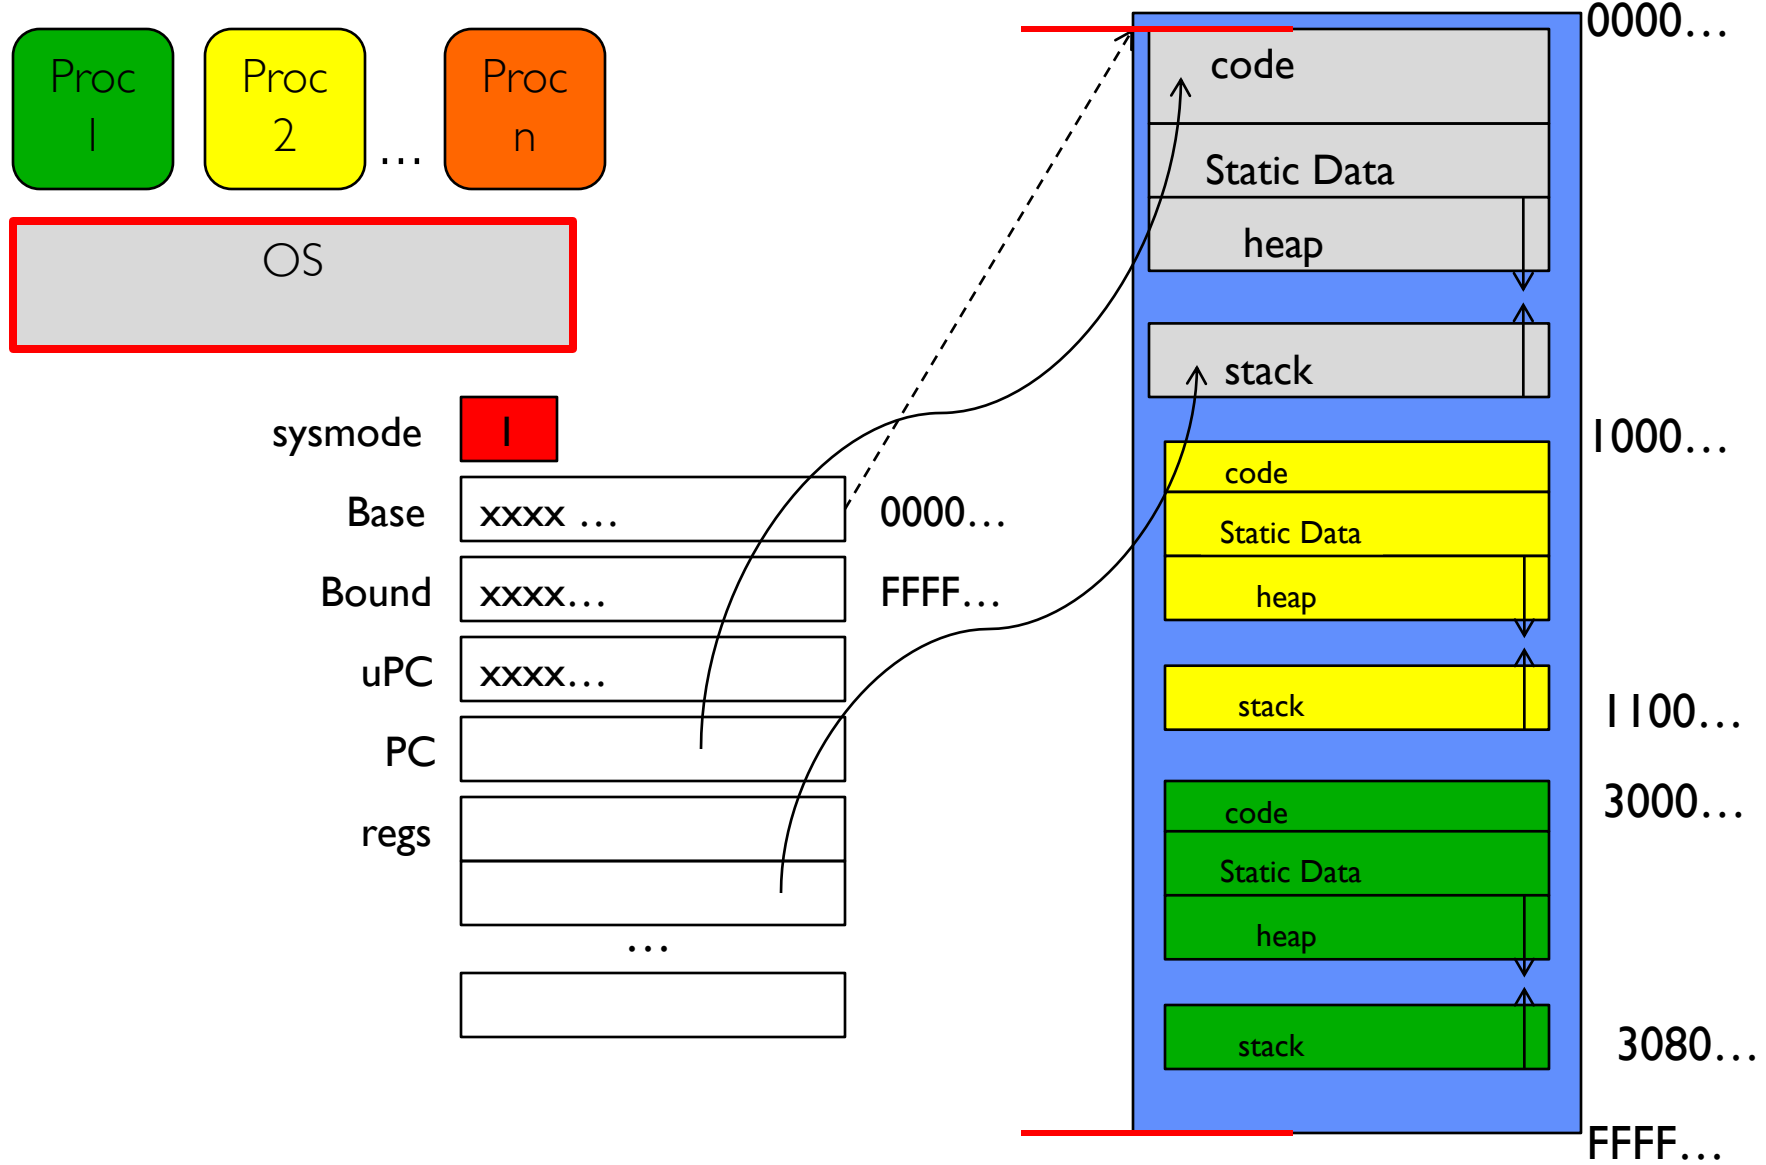 Proc
1
Proc
2
…
Proc
n
OS
sysmode 1
Base xxxx … 0000…
Bound xxxx… FFFF…
uPC xxxx…
PC
regs
…
0000…
code
Static Data
heap
stack
1000…
code
Static Data
heap
stack
1100…
3000…
code
Static Data
heap
stack
3080…
FFFF…